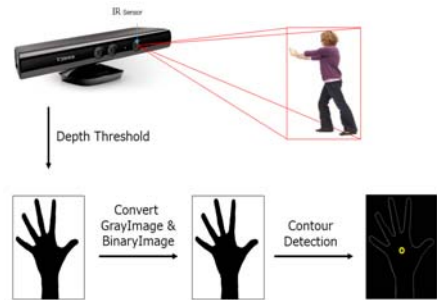 IR Sensor
Depth Threshold
Convert
GrayImage &
BinaryImage
Contour
Detection